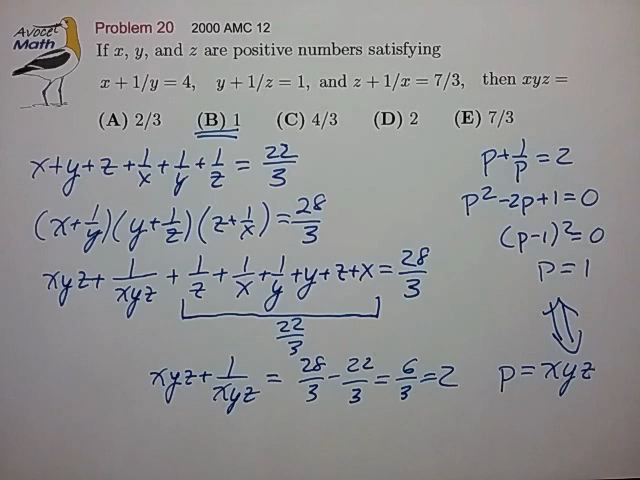 Avocet Math
Problem 20 2000 AMC 12
If x, y, and z are positive numbers satisfying
x + 1/y = 4, y + 1/z = 1, and z + 1/x = 7/3, then xyz =
(A) 2/3 (B) 1 (C) 4/3 (D) 2 (E) 7/3
x+y+z+1/x+1/y+1/z = 22/3
(x+1/y)(y+1/z)(z+1/x) = 28/3
xyz + 1/xyz + 1/z + 1/x + 1/y + y + z + x = 28/3
22/3
xyz + 1/xyz = 28/3 - 22/3 = 6/3 = 2
p + 1/p = 2
p²-2p+1=0
(p-1)²=0
p = 1
p = xyz